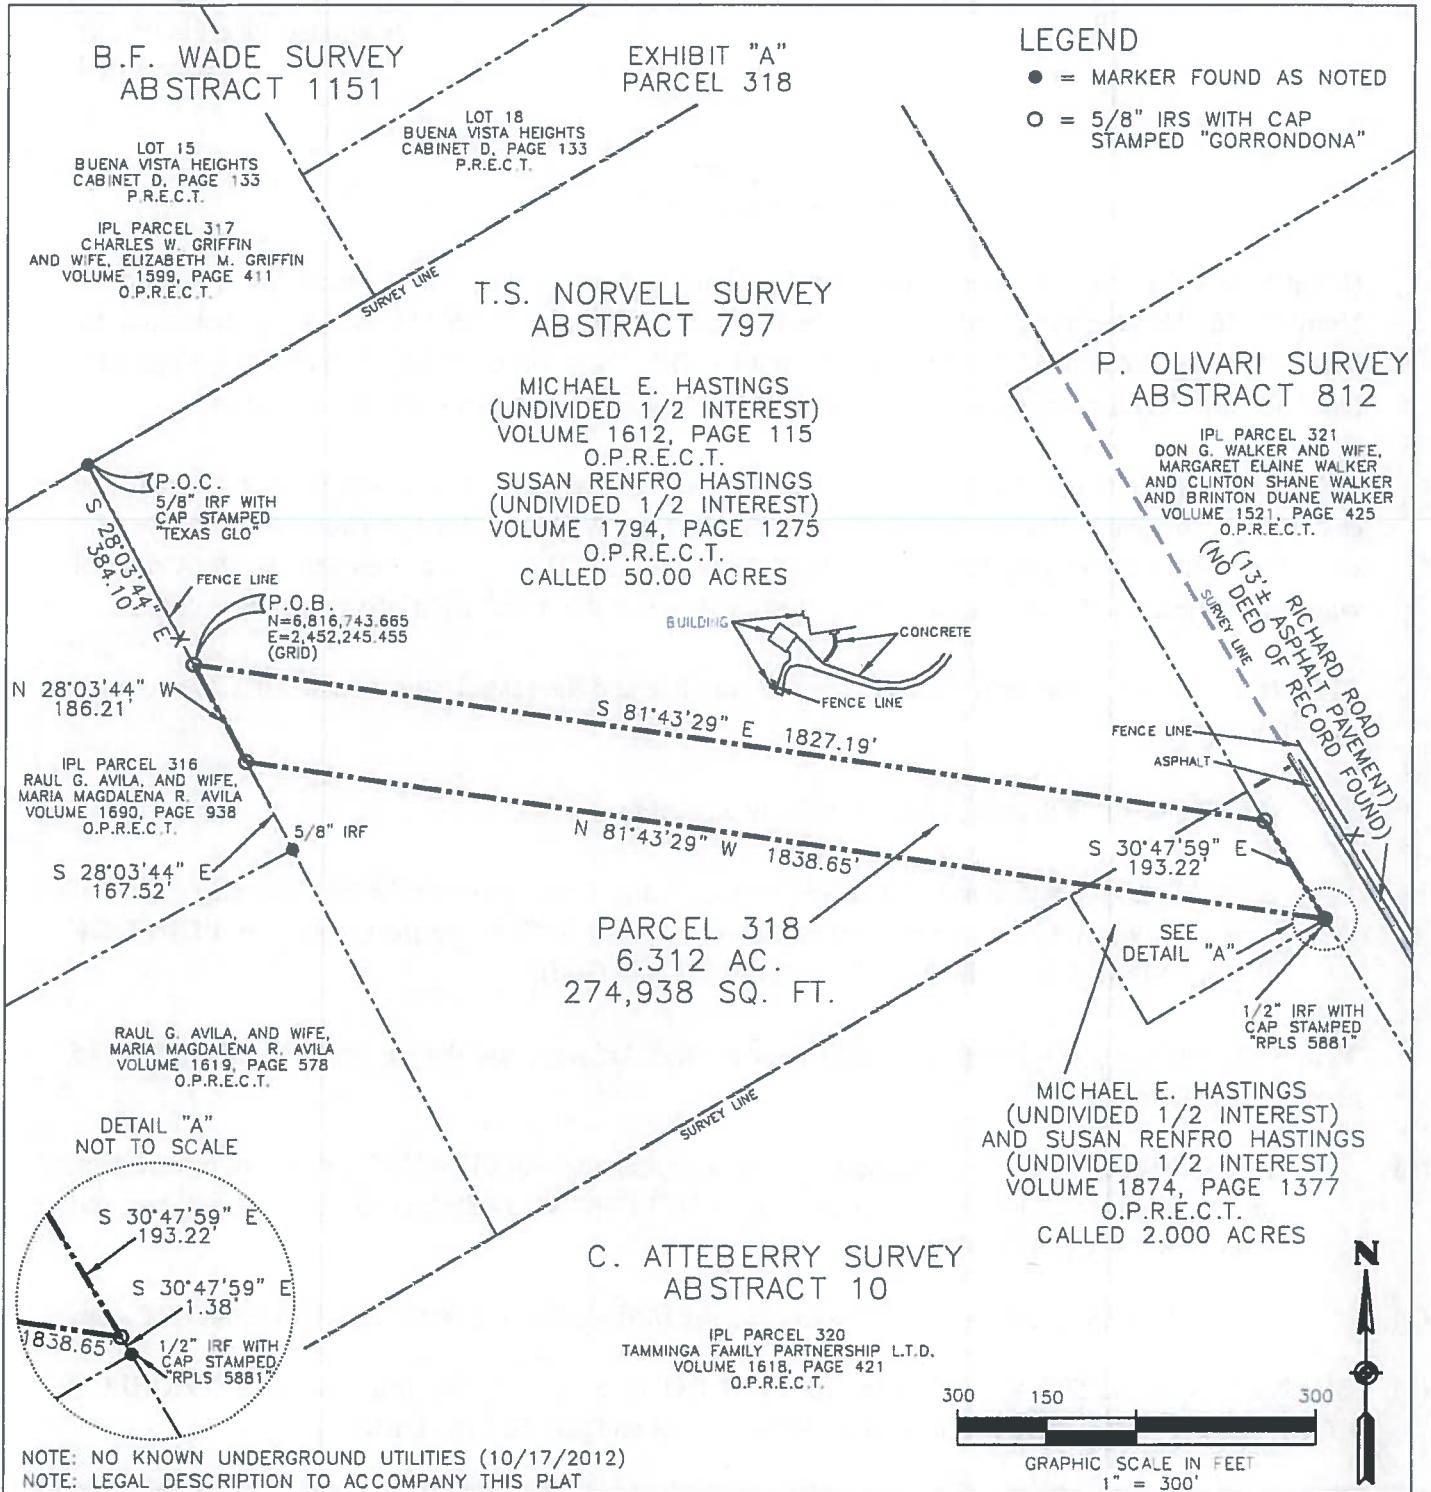 B.F. WADE SURVEY
ABSTRACT 1151
EXHIBIT "A"
PARCEL 318
LEGEND
● = MARKER FOUND AS NOTED
○ = 5/8" IRS WITH CAP
STAMPED "GORRONDONA"
LOT 15
BUENA VISTA HEIGHTS
CABINET D, PAGE 133
P.R.E.C.T.
LOT 18
BUENA VISTA HEIGHTS
CABINET D, PAGE 133
P.R.E.C.T.
IPL PARCEL 317
CHARLES W. GRIFFIN
AND WIFE, ELIZABETH M. GRIFFIN
VOLUME 1599, PAGE 411
O.P.R.E.C.T.
SURVEY LINE
T.S. NORVELL SURVEY
ABSTRACT 797
MICHAEL E. HASTINGS
(UNDIVIDED 1/2 INTEREST)
VOLUME 1612, PAGE 115
O.P.R.E.C.T.
SUSAN RENFRO HASTINGS
(UNDIVIDED 1/2 INTEREST)
VOLUME 1794, PAGE 1275
O.P.R.E.C.T.
CALLED 50.00 ACRES
P. OLIVARI SURVEY
ABSTRACT 812
IPL PARCEL 321
DON G. WALKER AND WIFE,
MARGARET ELAINE WALKER
AND CLINTON SHANE WALKER
AND BRINTON DUANE WALKER
VOLUME 1521, PAGE 425
O.P.R.E.C.T.
RICHARD ROAD
(13'± ASPHALT PAVEMENT)
(NO DEED OF RECORD FOUND)
SURVEY LINE
P.O.C.
5/8" IRF WITH
CAP STAMPED
"TEXAS GLO"
S 28°03'44" E
384.10'
FENCE LINE
P.O.B.
N=6,816,743.665
E=2,452,245.455
(GRID)
BUILDING
CONCRETE
FENCE LINE
N 28°03'44" W
186.21'
S 81°43'29" E 1827.19'
FENCE LINE
ASPHALT
IPL PARCEL 316
RAUL G. AVILA, AND WIFE,
MARIA MAGDALENA R. AVILA
VOLUME 1690, PAGE 938
O.P.R.E.C.T.
5/8" IRF
S 28°03'44" E
167.52'
N 81°43'29" W 1838.65'
S 30°47'59" E
193.22'
PARCEL 318
6.312 AC.
274,938 SQ. FT.
SEE
DETAIL "A"
1/2" IRF WITH
CAP STAMPED
"RPLS 5881"
RAUL G. AVILA, AND WIFE,
MARIA MAGDALENA R. AVILA
VOLUME 1619, PAGE 578
O.P.R.E.C.T.
SURVEY LINE
MICHAEL E. HASTINGS
(UNDIVIDED 1/2 INTEREST)
AND SUSAN RENFRO HASTINGS
(UNDIVIDED 1/2 INTEREST)
VOLUME 1874, PAGE 1377
O.P.R.E.C.T.
CALLED 2.000 ACRES
DETAIL "A"
NOT TO SCALE
S 30°47'59" E
193.22'
S 30°47'59" E
1.38'
1838.65'
1/2" IRF WITH
CAP STAMPED
"RPLS 5881"
C. ATTEBERRY SURVEY
ABSTRACT 10
IPL PARCEL 320
TAMMINGA FAMILY PARTNERSHIP L.T.D.
VOLUME 1618, PAGE 421
O.P.R.E.C.T.
N
300 150 300
GRAPHIC SCALE IN FEET
1" = 300'
NOTE: NO KNOWN UNDERGROUND UTILITIES (10/17/2012)
NOTE: LEGAL DESCRIPTION TO ACCOMPANY THIS PLAT